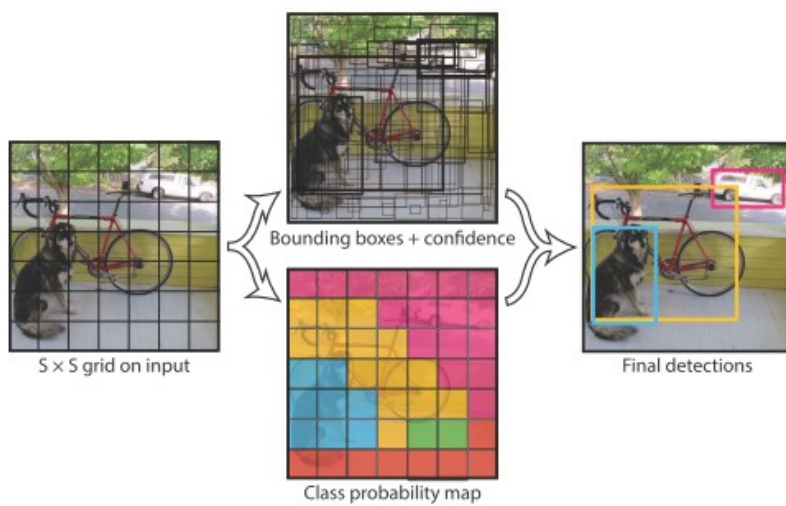 Bounding boxes + confidence
S × S grid on input
Final detections
Class probability map